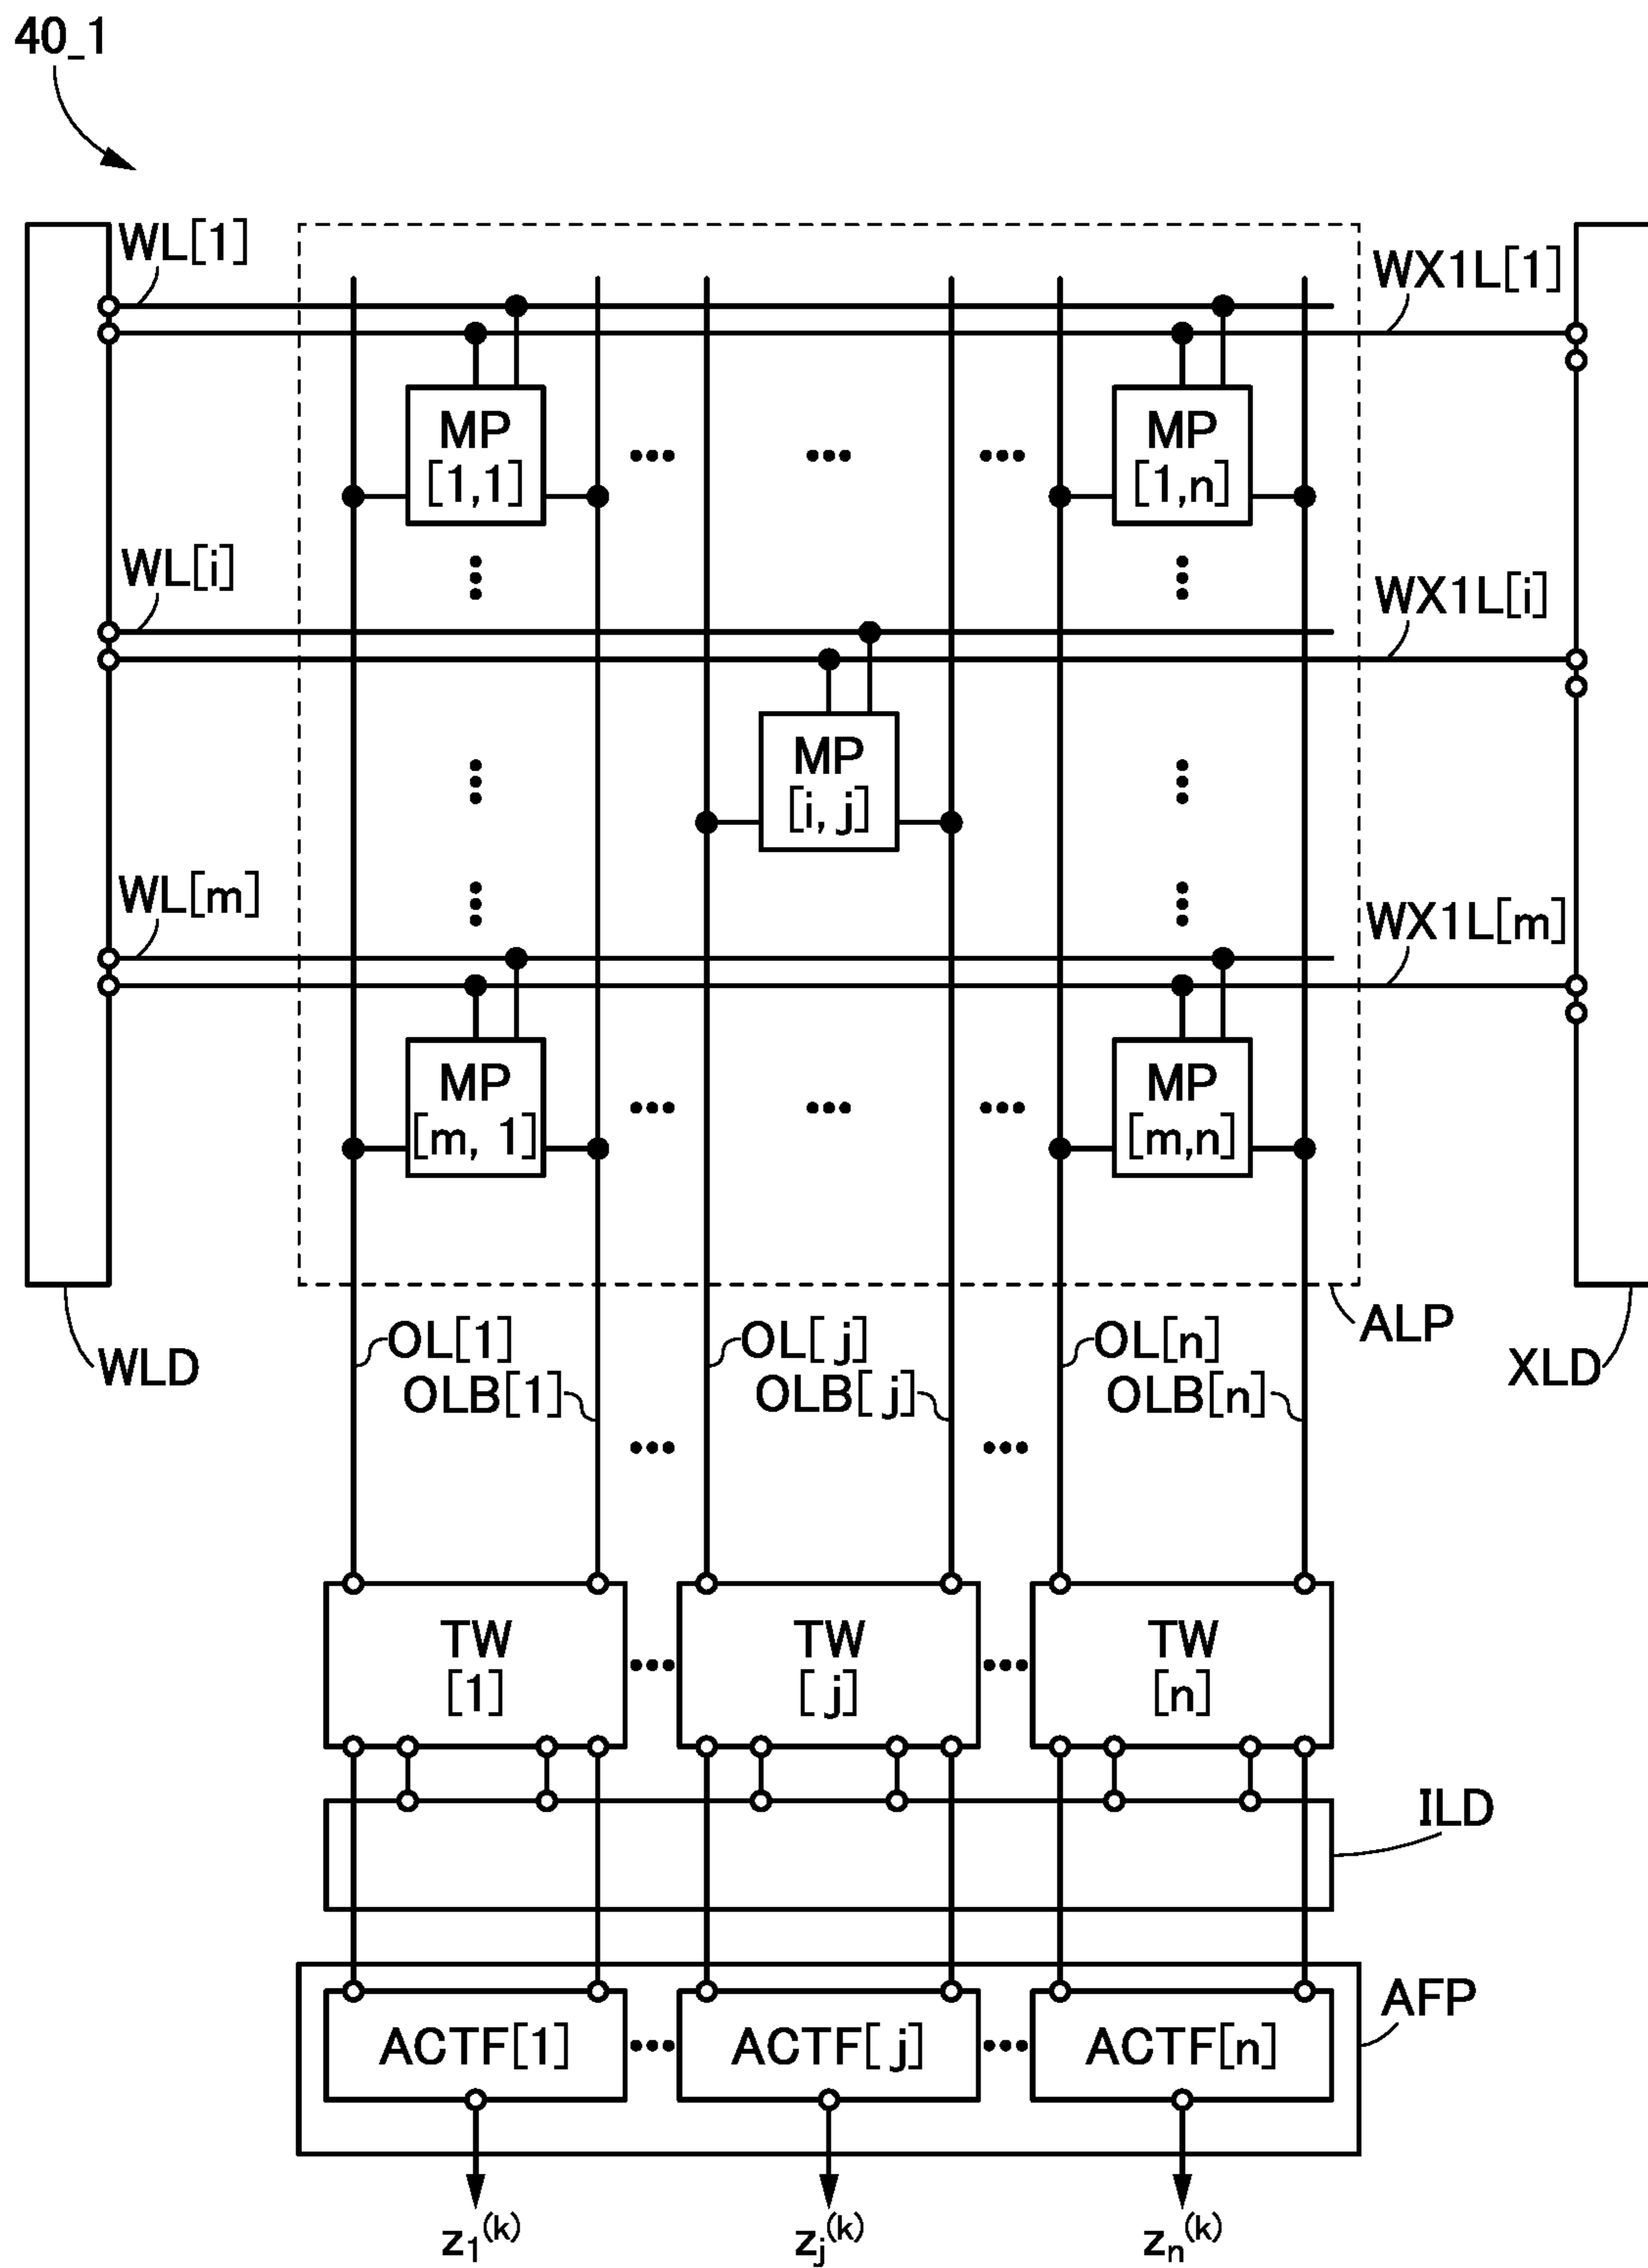 40_1
WL[1]
WX1L[1]
MP
[1,1]
MP
[1,n]
WL[i]
WX1L[i]
MP
[i, j]
WL[m]
WX1L[m]
MP
[m, 1]
MP
[m,n]
ALP
WLD
XLD
OL[1]
OL[ j]
OL[n]
OLB[1]
OLB[ j]
OLB[n]
TW
[1]
TW
[ j]
TW
[n]
ILD
AFP
ACTF[1]
ACTF[ j]
ACTF[n]
z1(k)
zj(k)
zn(k)